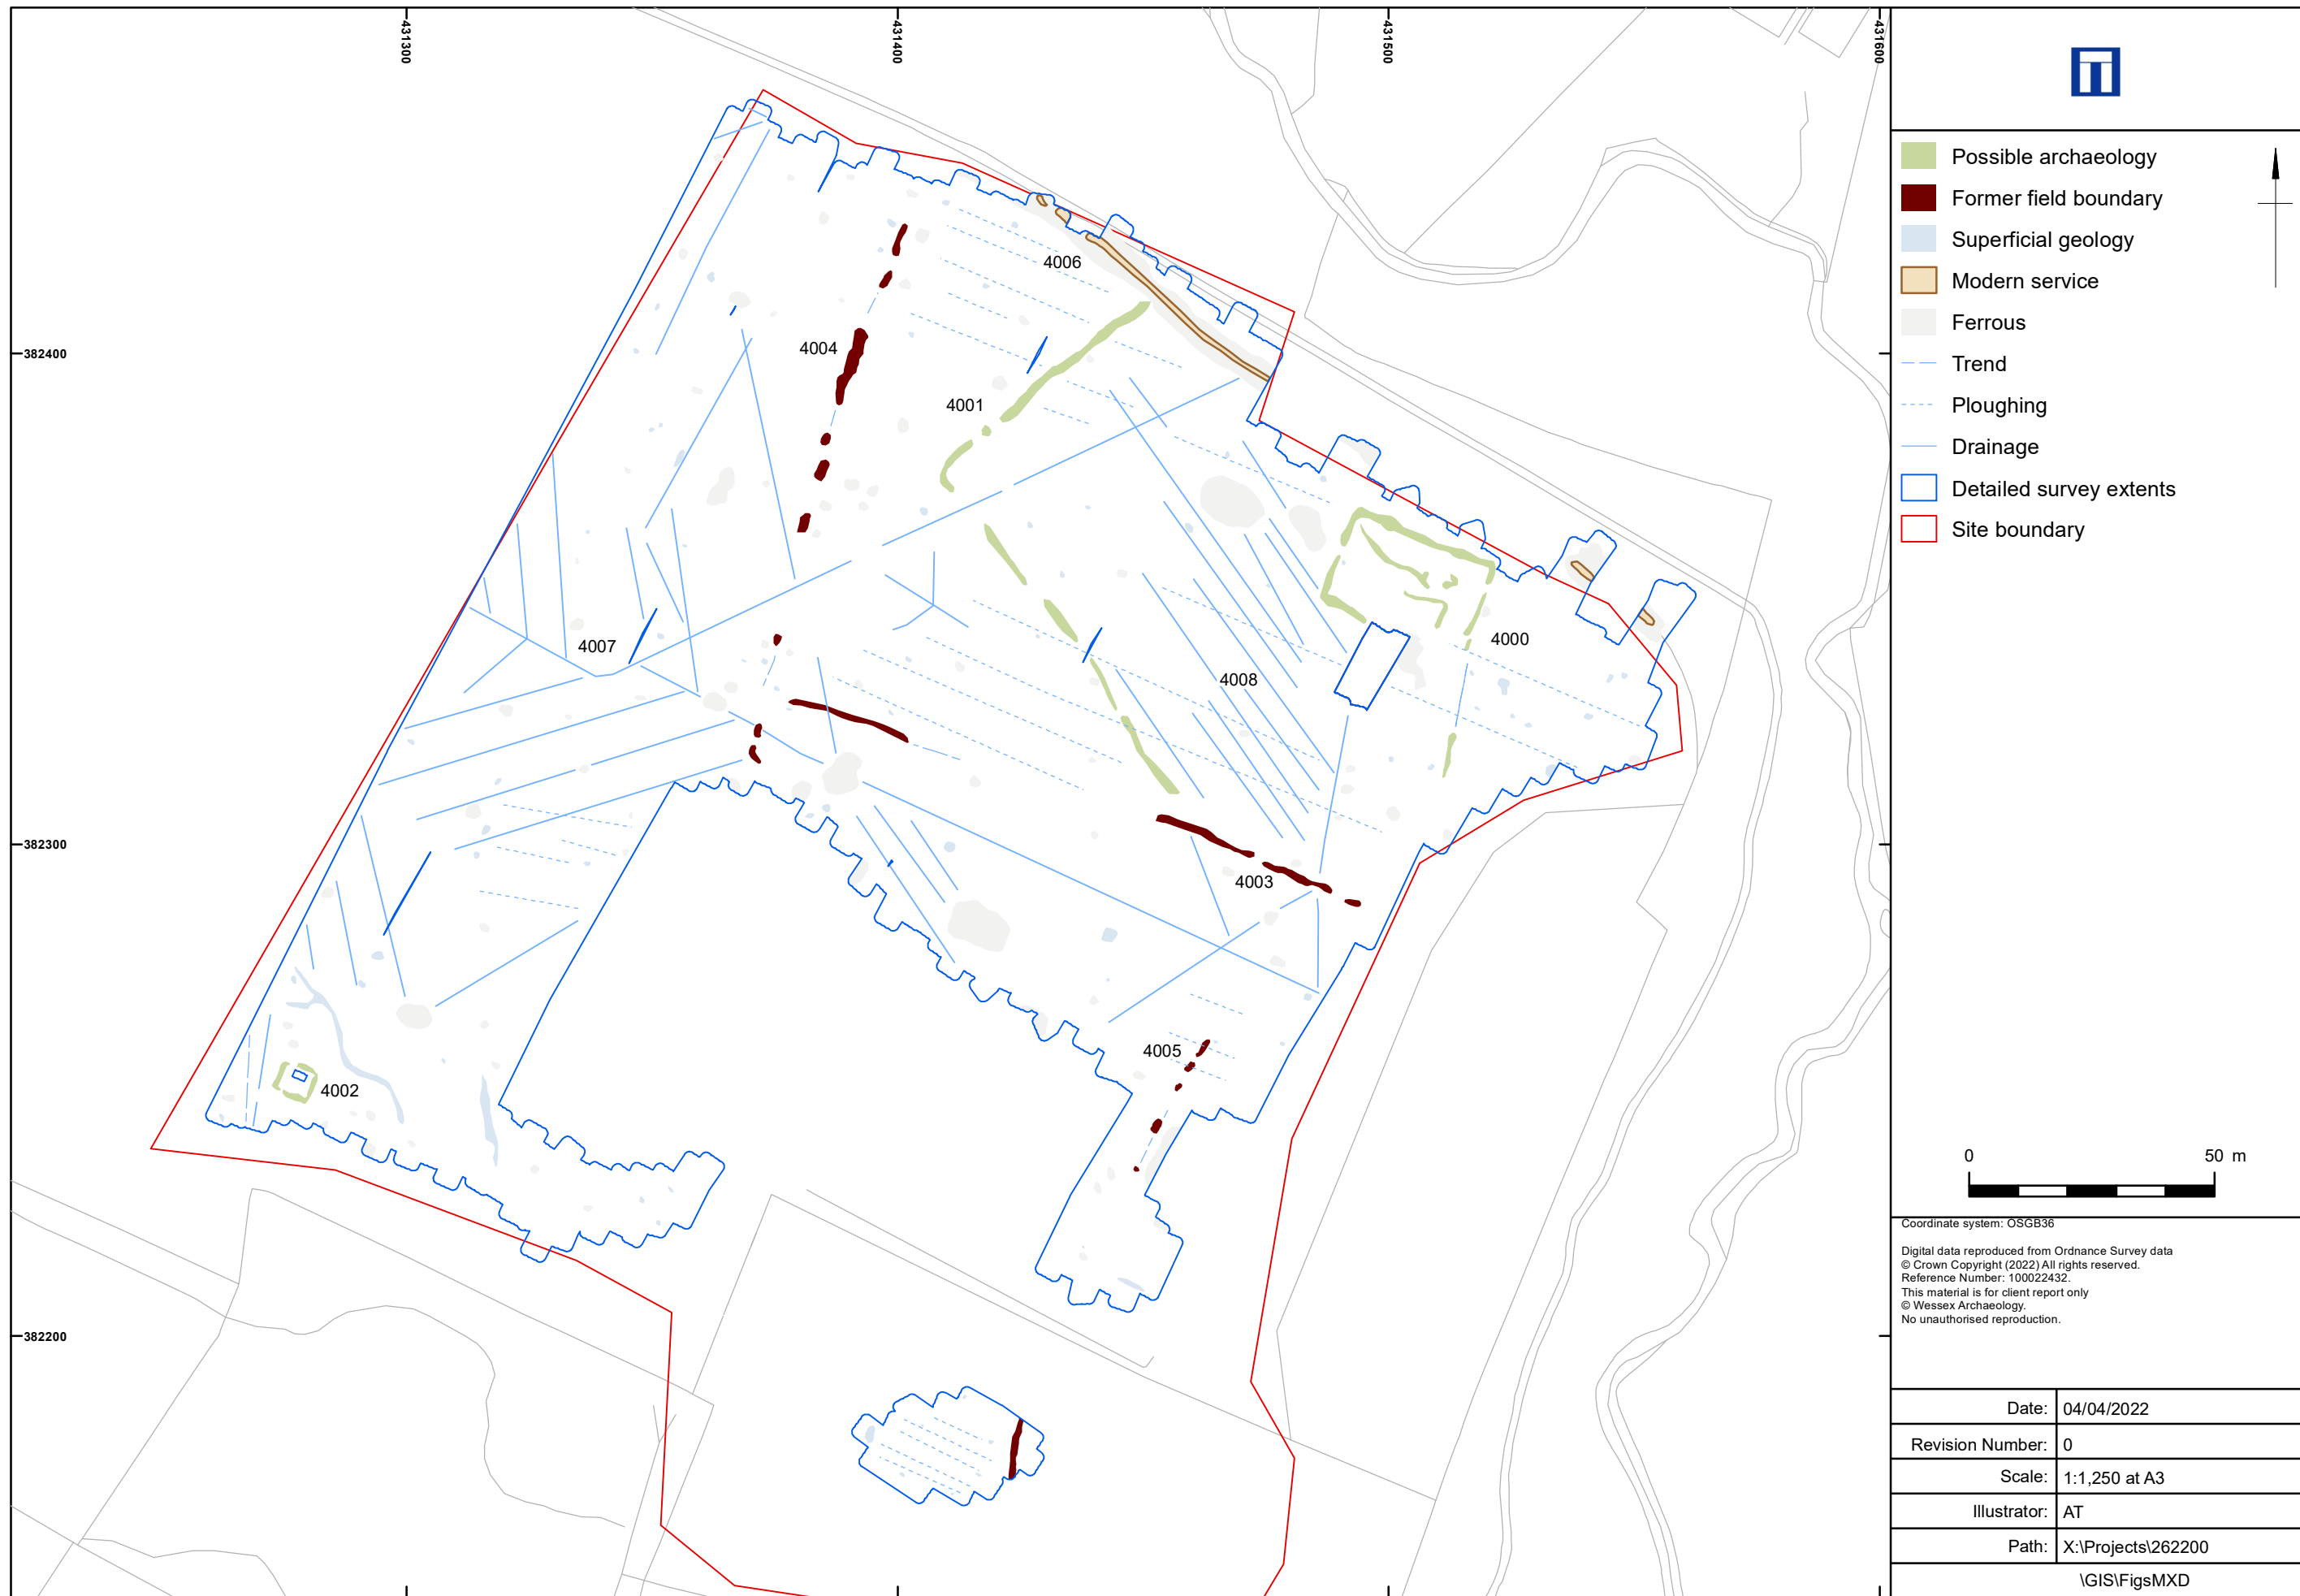 431300
431400
431500
431600
382400
382300
382200
4006
4004
4001
4007
4000
4008
4003
4005
4002
Possible archaeology
Former field boundary
Superficial geology
Modern service
Ferrous
Trend
Ploughing
Drainage
Detailed survey extents
Site boundary
0 50 m
Coordinate system: OSGB36
Digital data reproduced from Ordnance Survey data
© Crown Copyright (2022) All rights reserved.
Reference Number: 100022432.
This material is for client report only
© Wessex Archaeology.
No unauthorised reproduction.
Date: 04/04/2022
Revision Number: 0
Scale: 1:1,250 at A3
Illustrator: AT
Path: X:\Projects\262200
\GIS\FigsMXD